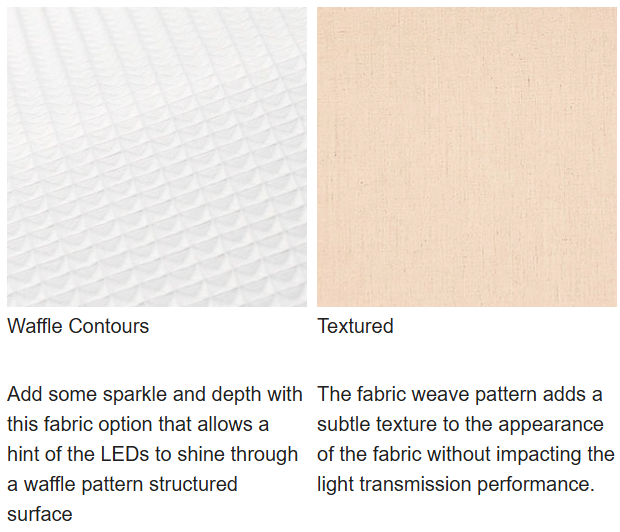 Waffle Contours
Add some sparkle and depth with
this fabric option that allows a
hint of the LEDs to shine through
a waffle pattern structured
surface
Textured
The fabric weave pattern adds a
subtle texture to the appearance
of the fabric without impacting the
light transmission performance.